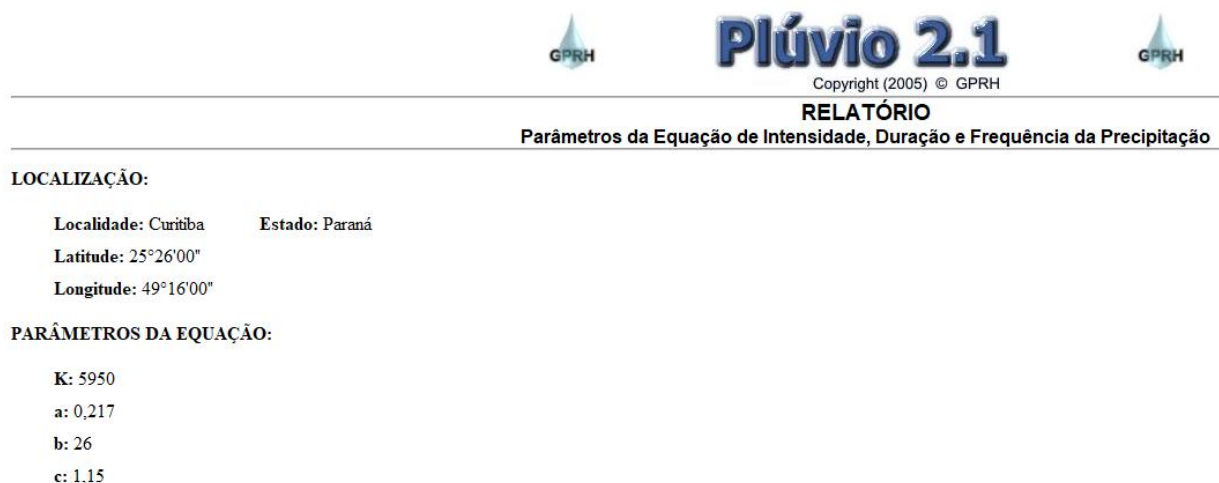 GPRH Plúvio 2.1 GPRH
Copyright (2005) © GPRH
RELATÓRIO
Parâmetros da Equação de Intensidade, Duração e Frequência da Precipitação
LOCALIZAÇÃO:
Localidade: Curitiba Estado: Paraná
Latitude: 25°26'00"
Longitude: 49°16'00"
PARÂMETROS DA EQUAÇÃO:
K: 5950
a: 0,217
b: 26
c: 1,15